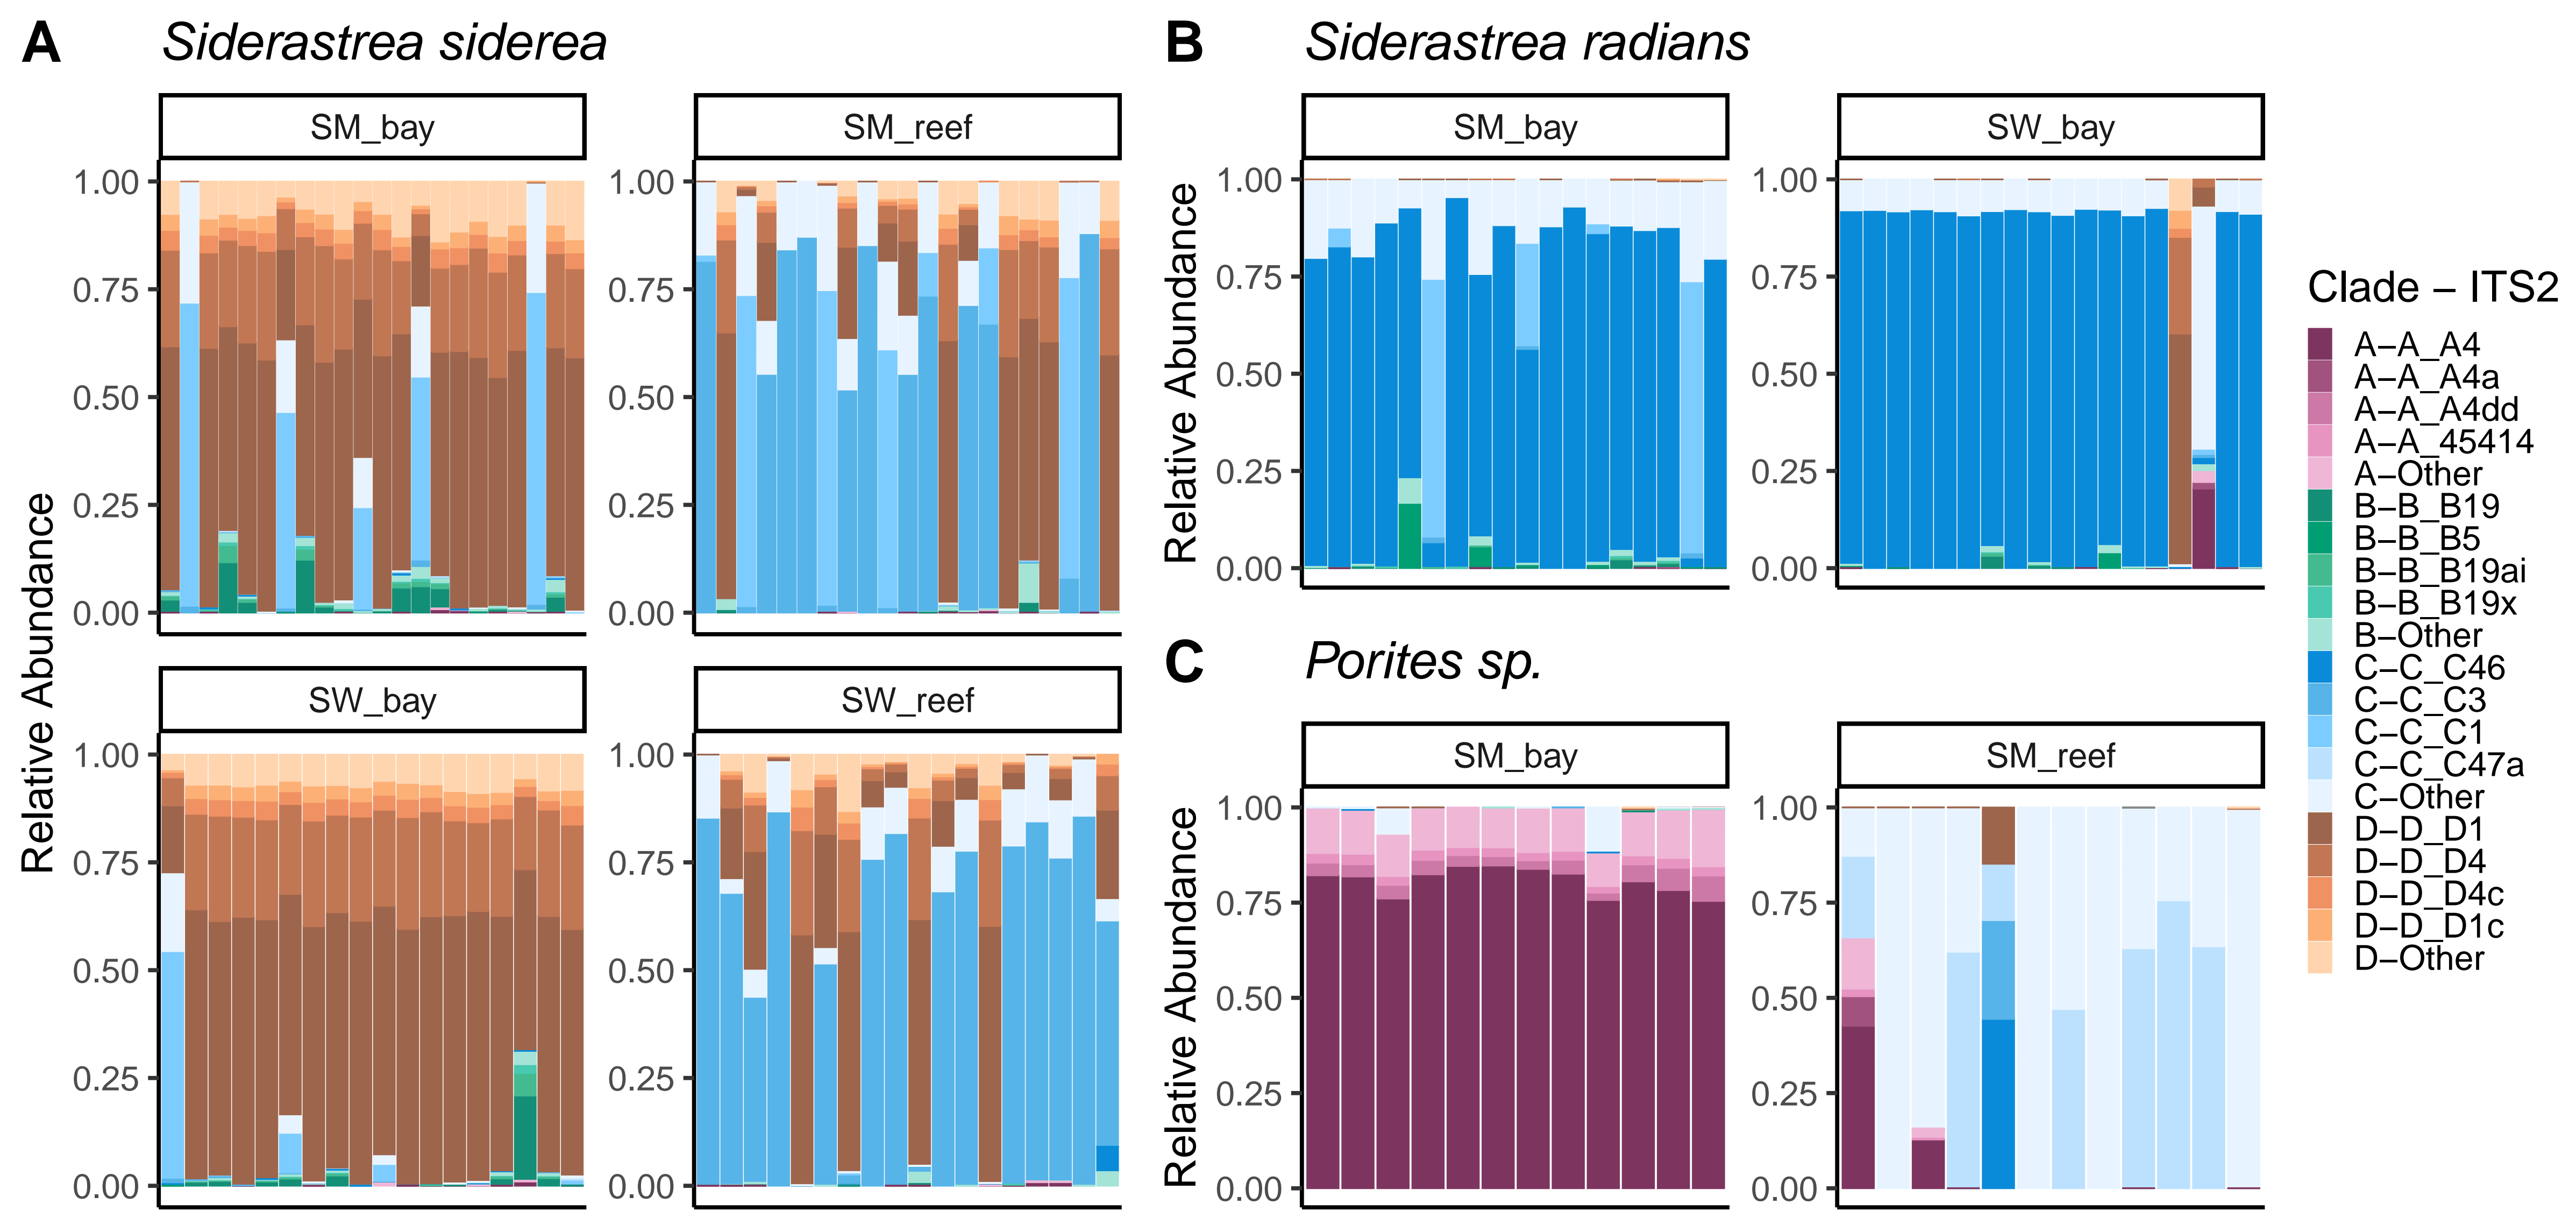 A Siderastrea siderea
SM_bay
SM_reef
1.00
0.75
0.50
0.25
0.00
1.00
0.75
0.50
0.25
0.00
SW_bay
SW_reef
1.00
0.75
0.50
0.25
0.00
1.00
0.75
0.50
0.25
0.00
Relative Abundance
B Siderastrea radians
SM_bay
SW_bay
Relative Abundance
1.00
0.75
0.50
0.25
0.00
1.00
0.75
0.50
0.25
0.00
C Porites sp.
SM_bay
SM_reef
Relative Abundance
1.00
0.75
0.50
0.25
0.00
1.00
0.75
0.50
0.25
0.00
Clade – ITS2
A–A_A4
A–A_A4a
A–A_A4dd
A–A_45414
A–Other
B–B_B19
B–B_B5
B–B_B19ai
B–B_B19x
B–Other
C–C_C46
C–C_C3
C–C_C1
C–C_C47a
C–Other
D–D_D1
D–D_D4
D–D_D4c
D–D_D1c
D–Other